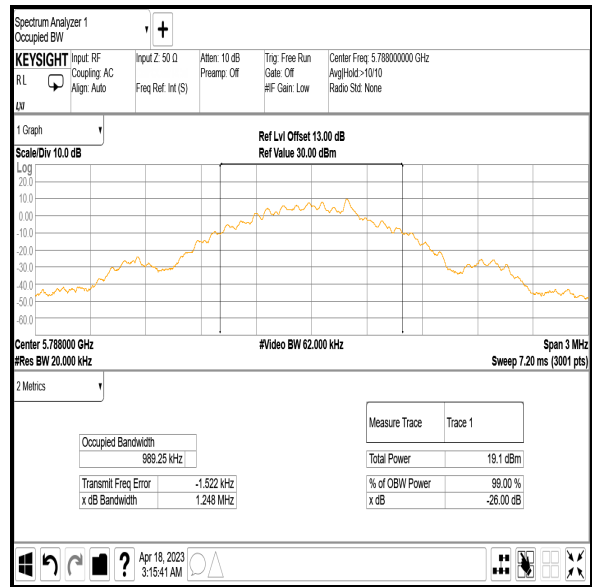 Spectrum Analyzer 1
Occupied BW
KEYSIGHT
RL
LXI
Input: RF
Coupling: AC
Align: Auto
Input Z: 50 Ω
Freq Ref: Int (S)
Atten: 10 dB
Preamp: Off
Trig: Free Run
Gate: Off
#IF Gain: Low
Center Freq: 5.788000000 GHz
Avg|Hold:>10/10
Radio Std: None
1 Graph
Scale/Div 10.0 dB
Ref Lvl Offset 13.00 dB
Ref Value 30.00 dBm
Log
20.0
10.0
0.00
-10.0
-20.0
-30.0
-40.0
-50.0
-60.0
Center 5.788000 GHz
#Res BW 20.000 kHz
#Video BW 62.000 kHz
Span 3 MHz
Sweep 7.20 ms (3001 pts)
2 Metrics
Occupied Bandwidth
989.25 kHz
Transmit Freq Error -1.522 kHz
x dB Bandwidth 1.248 MHz
Measure Trace Trace 1
Total Power 19.1 dBm
% of OBW Power 99.00 %
x dB -26.00 dB
?
Apr 18, 2023
3:15:41 AM